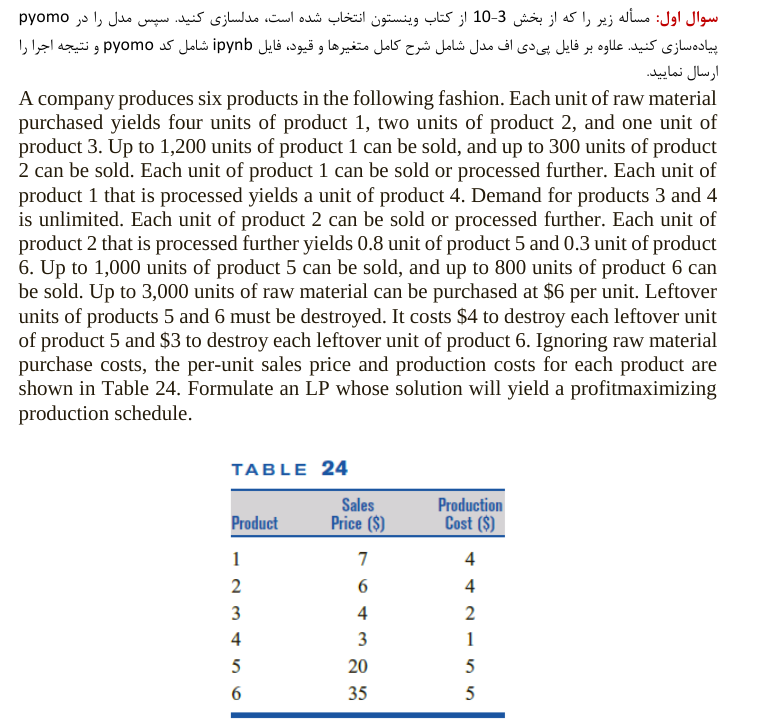 سوال اول: مسأله زیر را که از بخش 3-10 از کتاب وینستون انتخاب شده است، مدلسازی کنید. سپس مدل را در pyomo
پیاده‌سازی کنید. علاوه بر فایل پی‌دی اف مدل شامل شرح کامل متغیرها و قیود، فایل ipynb شامل کد pyomo و نتیجه اجرا را
ارسال نمایید.
A company produces six products in the following fashion. Each unit of raw material
purchased yields four units of product 1, two units of product 2, and one unit of
product 3. Up to 1,200 units of product 1 can be sold, and up to 300 units of product
2 can be sold. Each unit of product 1 can be sold or processed further. Each unit of
product 1 that is processed yields a unit of product 4. Demand for products 3 and 4
is unlimited. Each unit of product 2 can be sold or processed further. Each unit of
product 2 that is processed further yields 0.8 unit of product 5 and 0.3 unit of product
6. Up to 1,000 units of product 5 can be sold, and up to 800 units of product 6 can
be sold. Up to 3,000 units of raw material can be purchased at $6 per unit. Leftover
units of products 5 and 6 must be destroyed. It costs $4 to destroy each leftover unit
of product 5 and $3 to destroy each leftover unit of product 6. Ignoring raw material
purchase costs, the per-unit sales price and production costs for each product are
shown in Table 24. Formulate an LP whose solution will yield a profitmaximizing
production schedule.
TABLE 24
Sales Production
Product Price ($) Cost ($)
1 7 4
2 6 4
3 4 2
4 3 1
5 20 5
6 35 5